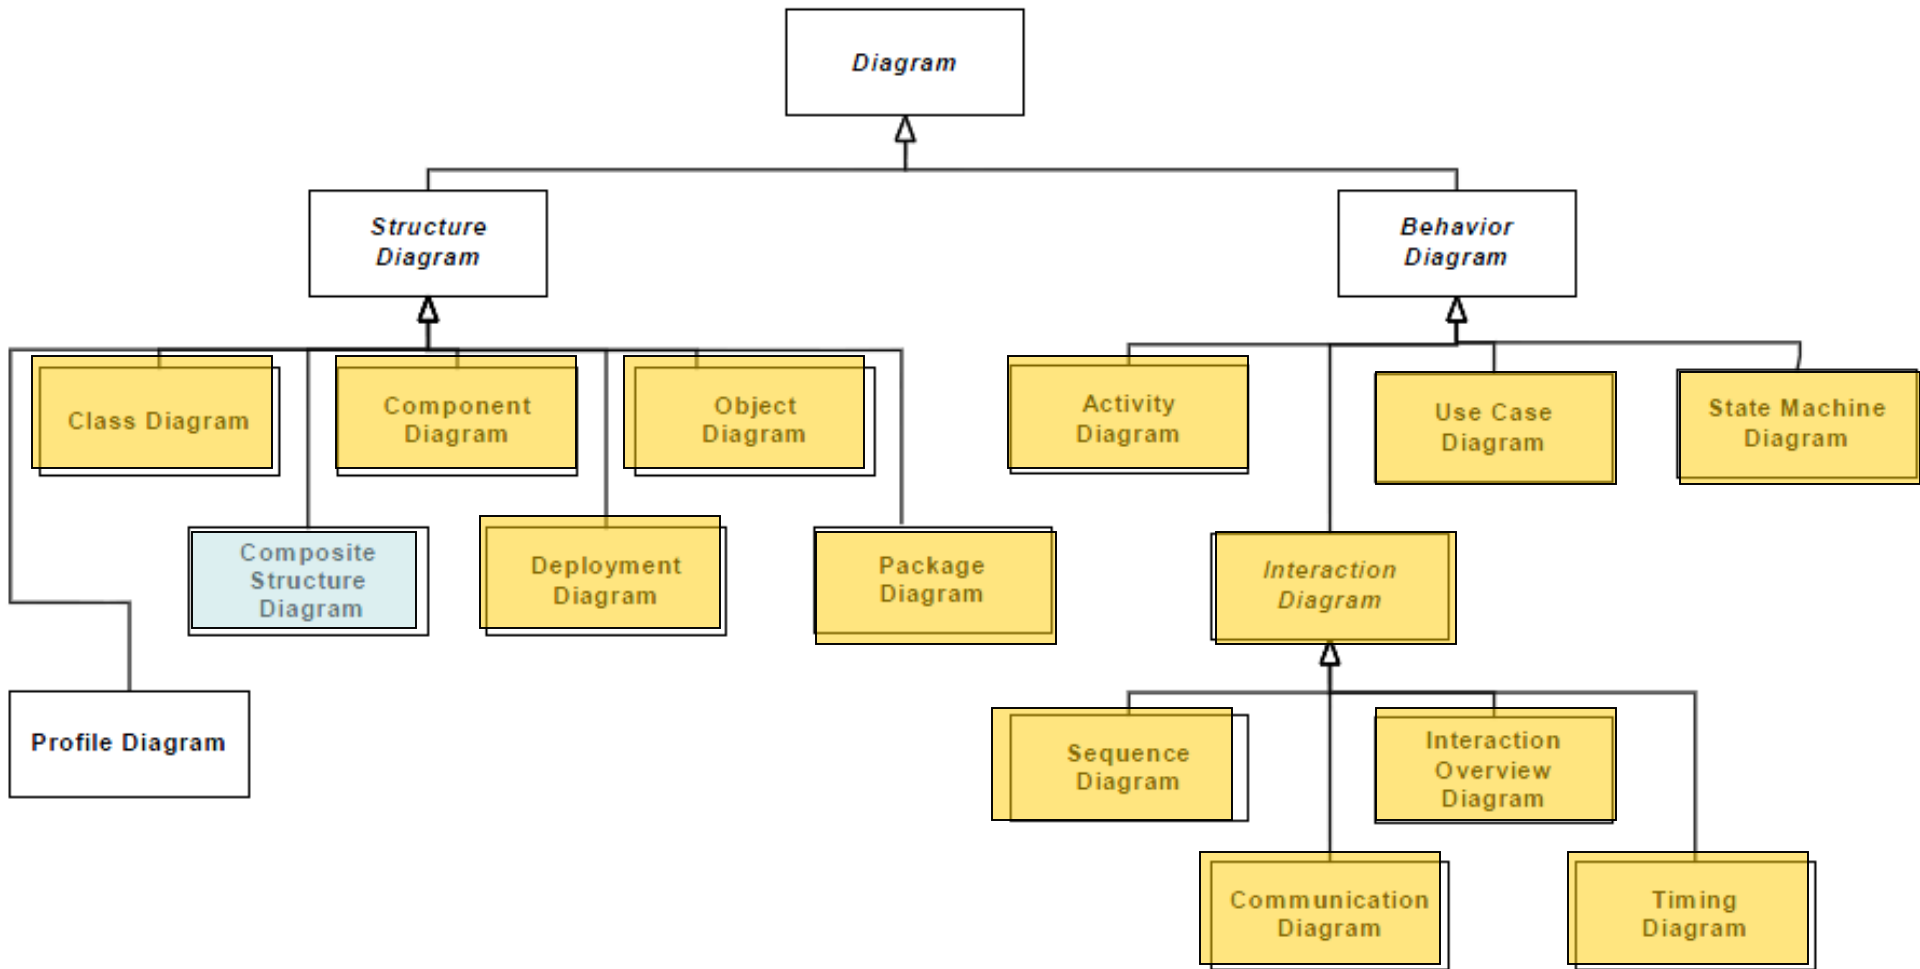 Diagram
Structure
Diagram
Behavior
Diagram
Class Diagram
Component
Diagram
Object
Diagram
Activity
Diagram
Use Case
Diagram
State Machine
Diagram
Composite
Structure
Diagram
Deployment
Diagram
Package
Diagram
Interaction
Diagram
Profile Diagram
Sequence
Diagram
Interaction
Overview
Diagram
Communication
Diagram
Timing
Diagram